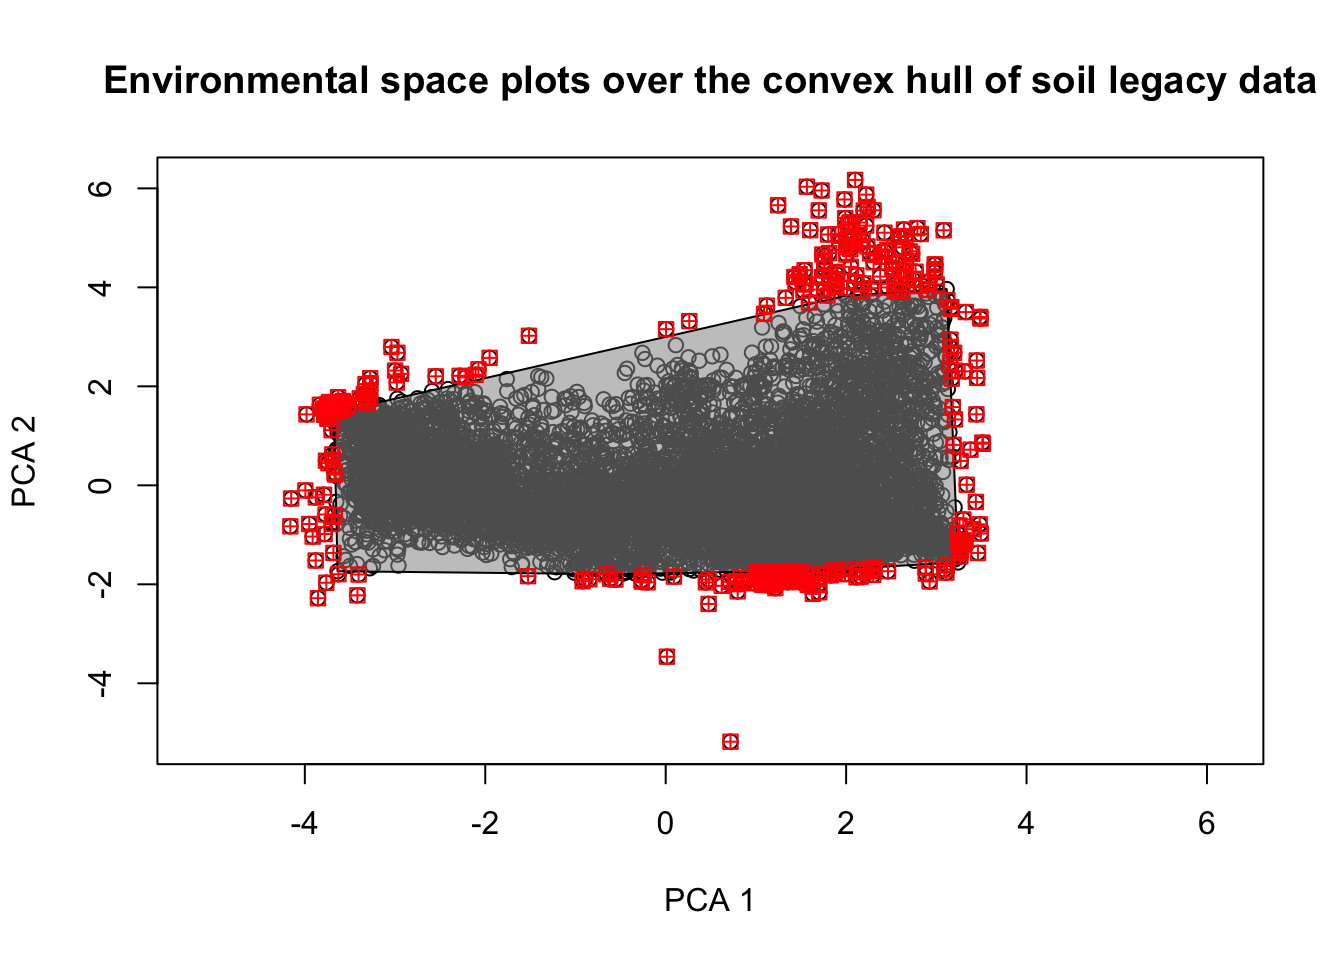 Environmental space plots over the convex hull of soil legacy data
6
4
2
0
-2
-4
PCA 2
-4 -2 0 2 4 6
PCA 1